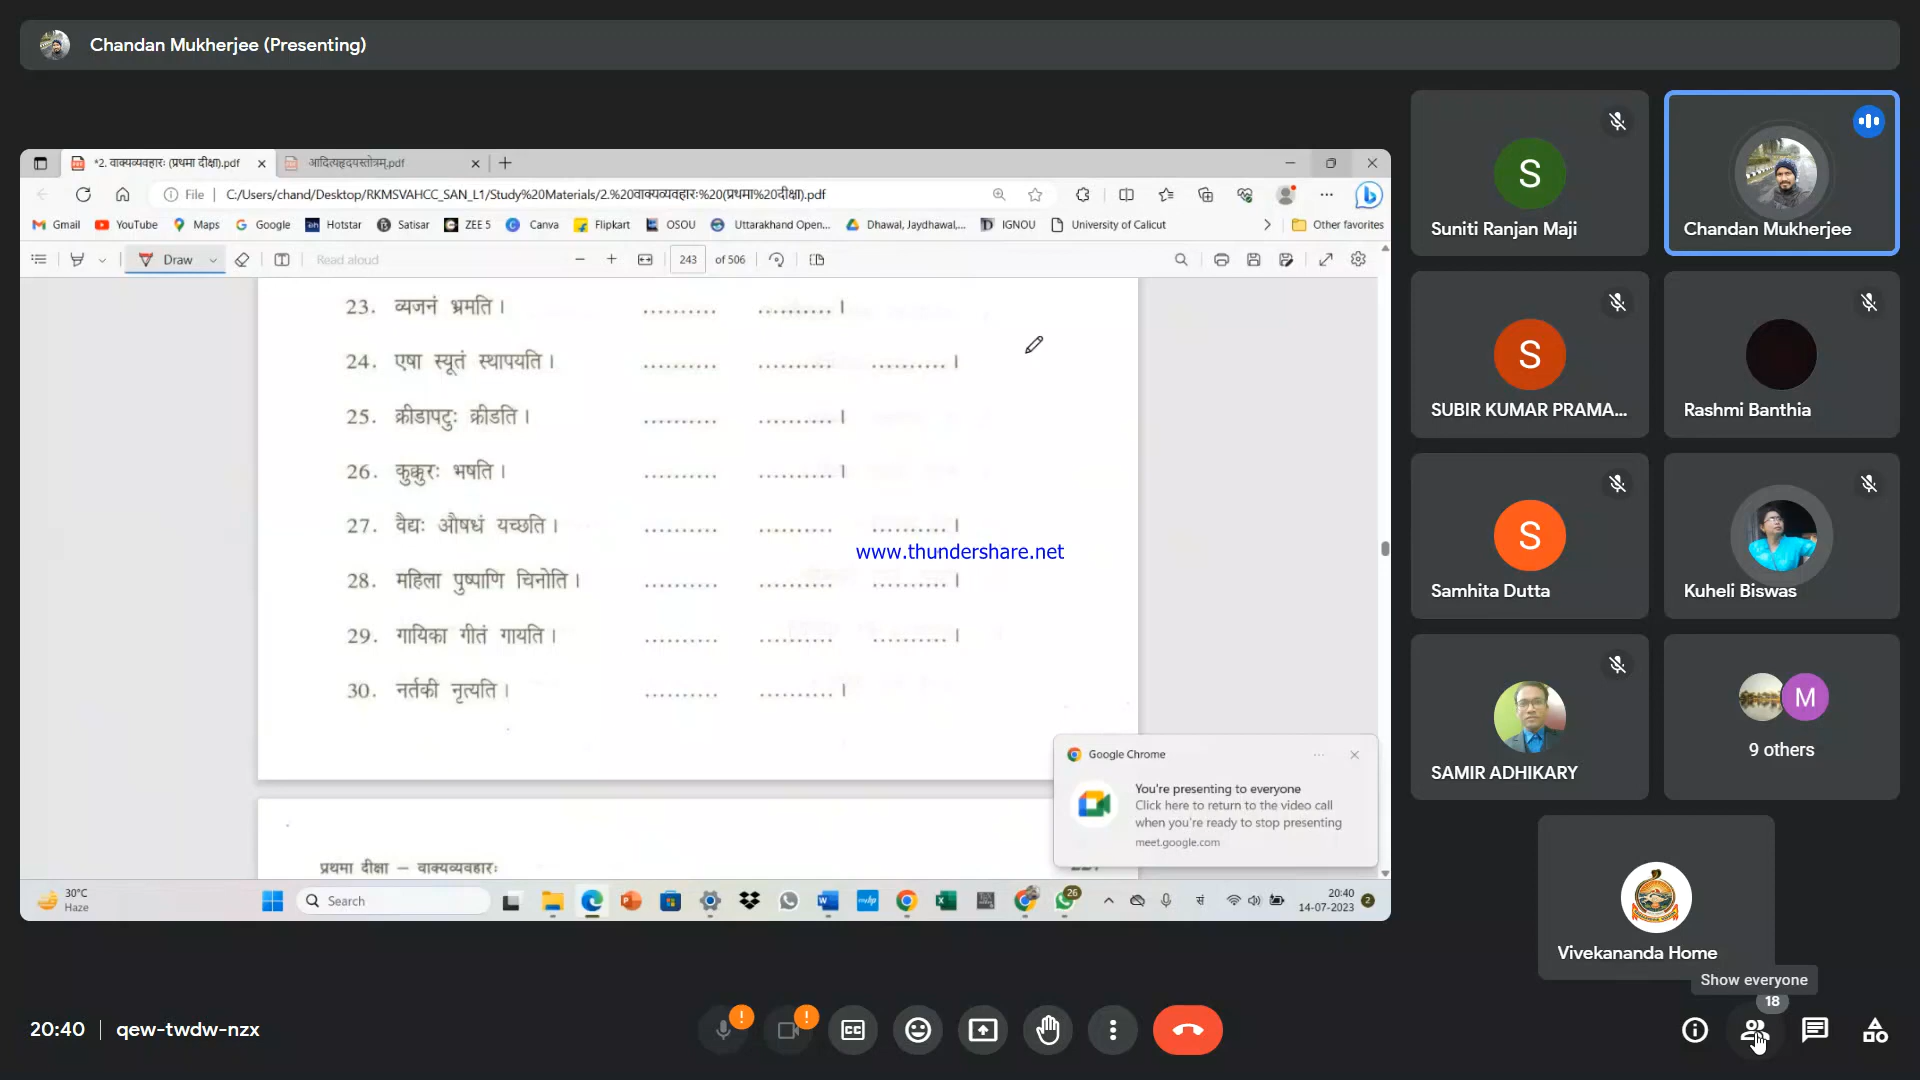 Chandan Mukherjee (Presenting)
*2. वाक्यव्यवहारः (प्रथमा दीक्षा).pdf
आदित्यहृदयस्तोत्रम्.pdf
File | C:/Users/chand/Desktop/RKMSVAHCC_SAN_L1/Study%20Materials/2.%20वाक्यव्यवहारः%20(प्रथमा%20दीक्षा).pdf
Gmail YouTube Maps Google Hotstar Satisar ZEE 5 Canva Flipkart OSOU Uttarakhand Open... Dhawal, Jaydhawal,... IGNOU University of Calicut Other favorites
Draw Read aloud 243 of 506
23. व्यजनं भ्रमति । .......... .......... ।
24. एषा स्यूतं स्थापयति । .......... .......... .......... ।
25. क्रीडापटुः क्रीडति । .......... .......... ।
26. कुक्कुरः भषति । .......... .......... ।
27. वैद्यः औषधं यच्छति । .......... .......... .......... ।
www.thundershare.net
28. महिला पुष्पाणि चिनोति । .......... .......... .......... ।
29. गायिका गीतं गायति । .......... .......... .......... ।
30. नर्तकी नृत्यति । .......... .......... ।
प्रथमा दीक्षा – वाक्यव्यवहारः
Google Chrome
You're presenting to everyone
Click here to return to the video call
when you're ready to stop presenting
meet.google.com
30°C
Haze
Search
26
सं
20:40
14-07-2023
2
S
Suniti Ranjan Maji
Chandan Mukherjee
S
SUBIR KUMAR PRAMA...
Rashmi Banthia
S
Samhita Dutta
Kuheli Biswas
SAMIR ADHIKARY
M
9 others
Vivekananda Home
Show everyone
18
20:40 | qew-twdw-nzx